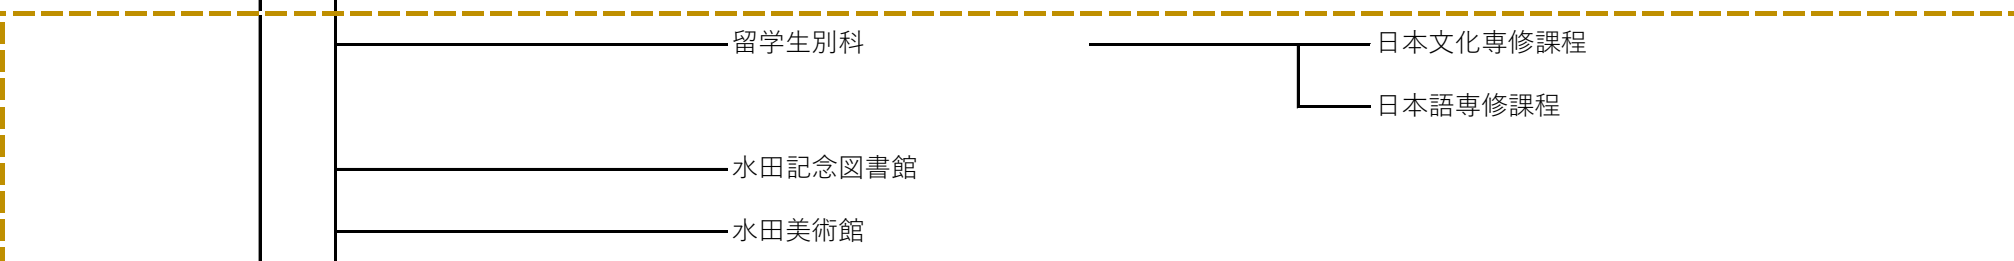 留学生別科
日本文化専修課程
日本語専修課程
水田記念図書館
水田美術館